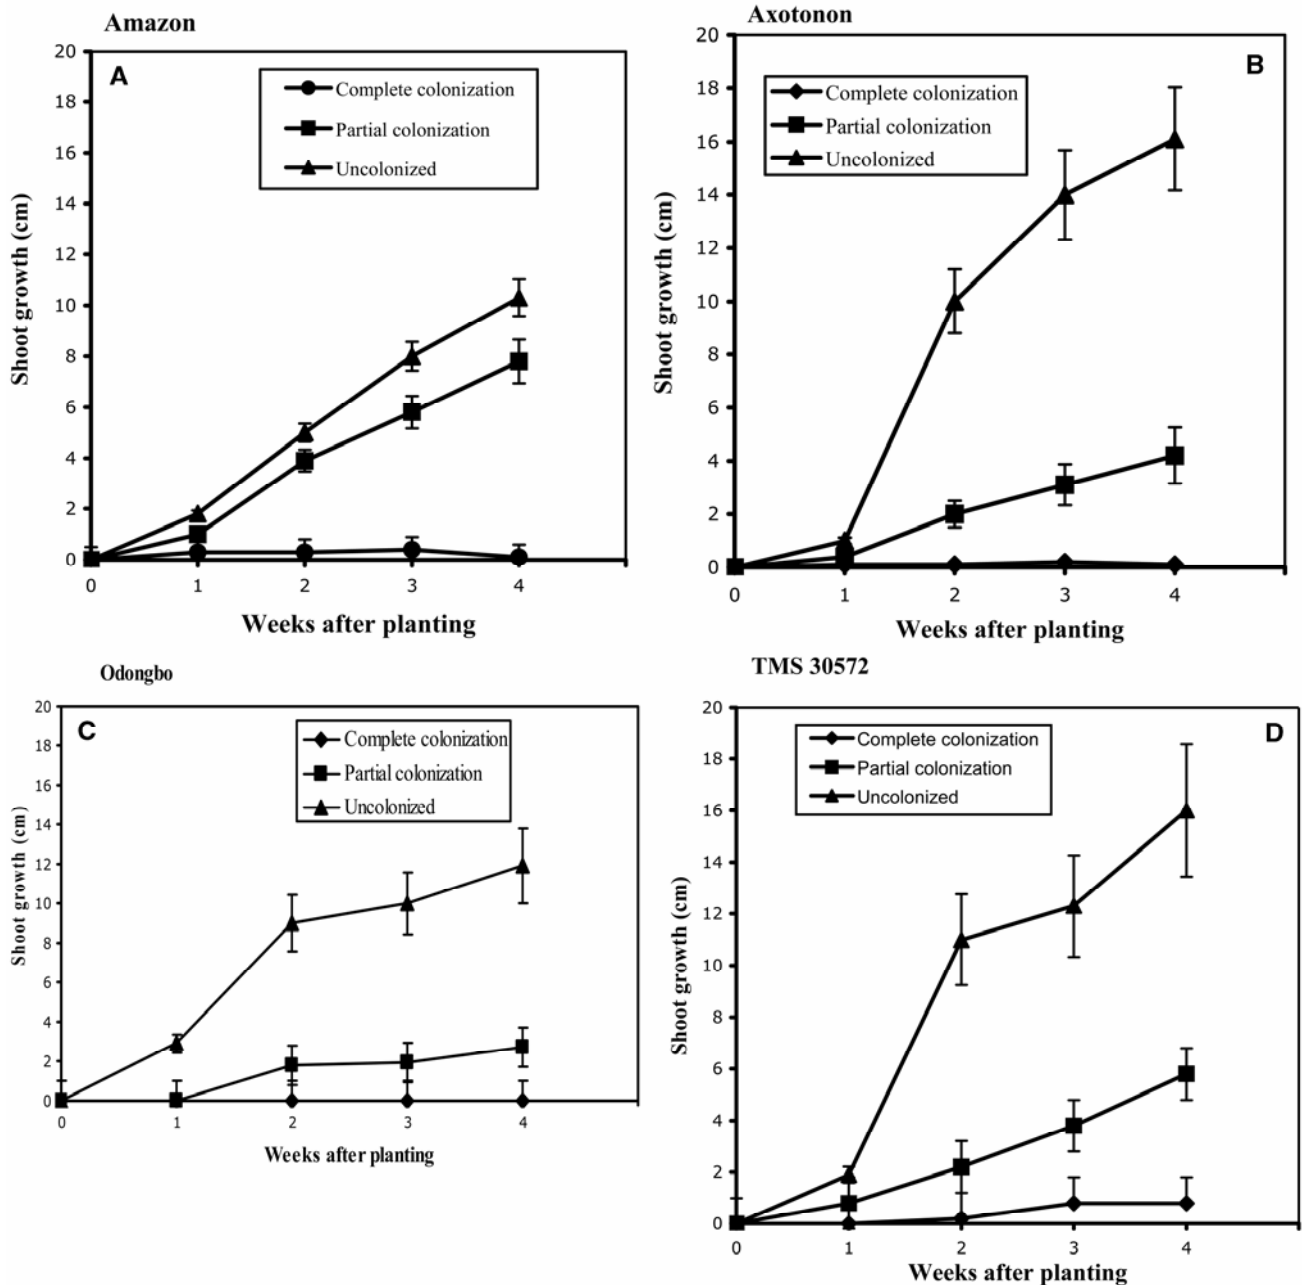 Amazon
A
Complete colonization
Partial colonization
Uncolonized
20
18
16
14
12
10
8
6
4
2
0
Shoot growth (cm)
0 1 2 3 4
Weeks after planting
Axotonon
B
Complete colonization
Partial colonization
Uncolonized
20
18
16
14
12
10
8
6
4
2
0
Shoot growth (cm)
0 1 2 3 4
Weeks after planting
Odongbo
C
Complete colonization
Partial colonization
Uncolonized
20
18
16
14
12
10
8
6
4
2
0
Shoot growth (cm)
0 1 2 3 4
Weeks after planting
TMS 30572
D
Complete colonization
Partial colonization
Uncolonized
20
18
16
14
12
10
8
6
4
2
0
Shoot growth (cm)
0 1 2 3 4
Weeks after planting